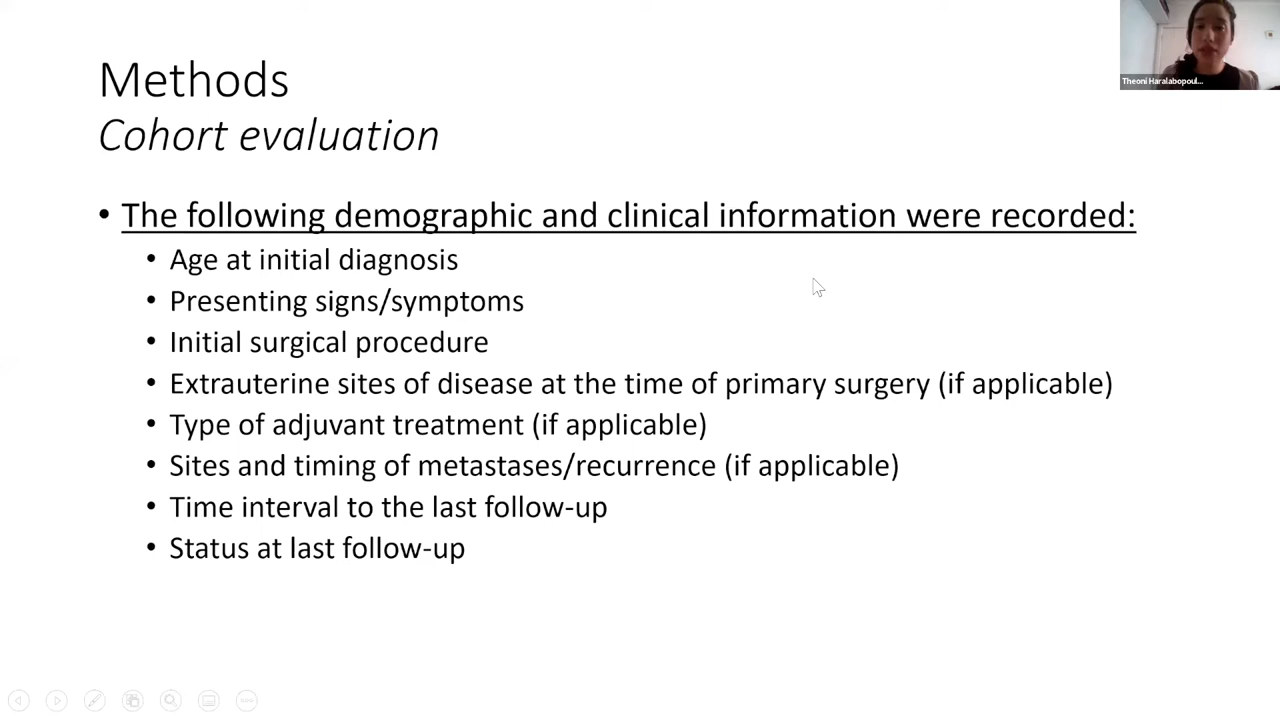 Methods
Cohort evaluation
• The following demographic and clinical information were recorded:
• Age at initial diagnosis
• Presenting signs/symptoms
• Initial surgical procedure
• Extrauterine sites of disease at the time of primary surgery (if applicable)
• Type of adjuvant treatment (if applicable)
• Sites and timing of metastases/recurrence (if applicable)
• Time interval to the last follow-up
• Status at last follow-up
Theoni Haralabopoul...